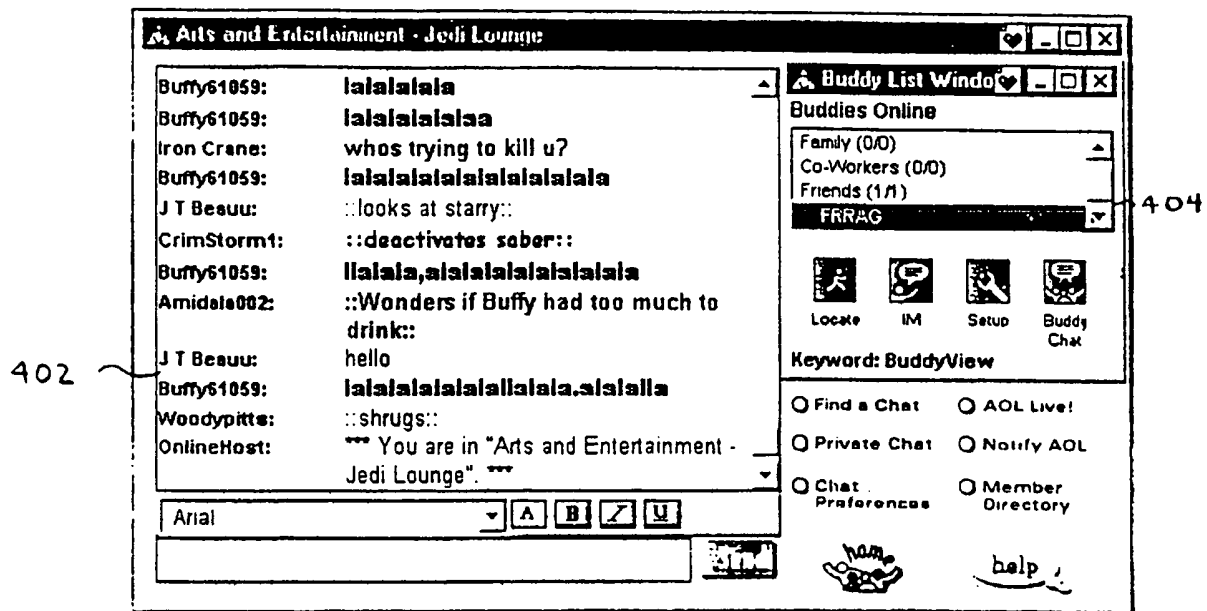 Arts and Entertainment - Jedi Lounge
Buffy61059: lalalalala
Buffy61059: lalalalalalaa
Iron Crane: whos trying to kill u?
Buffy61059: lalalalalalalalalalalala
J T Beauu: ::looks at starry::
CrimStorm1: ::deactivates saber::
Buffy61059: llalala,alalalalalalalalala
Amidala002: ::Wonders if Buffy had too much to
drink::
J T Beauu: hello
Buffy61059: lalalalalalalallalala.alalalla
Woodypitts: ::shrugs::
OnlineHost: *** You are in "Arts and Entertainment -
Jedi Lounge". ***
Arial A B I U
Buddy List Windo
Buddies Online
Family (0/0)
Co-Workers (0/0)
Friends (1/1)
FRRAG
Locate IM Setup Buddy
Chat
Keyword: BuddyView
Find a Chat AOL Live!
Private Chat Notify AOL
Chat Member
Preferences Directory
home help
402
404